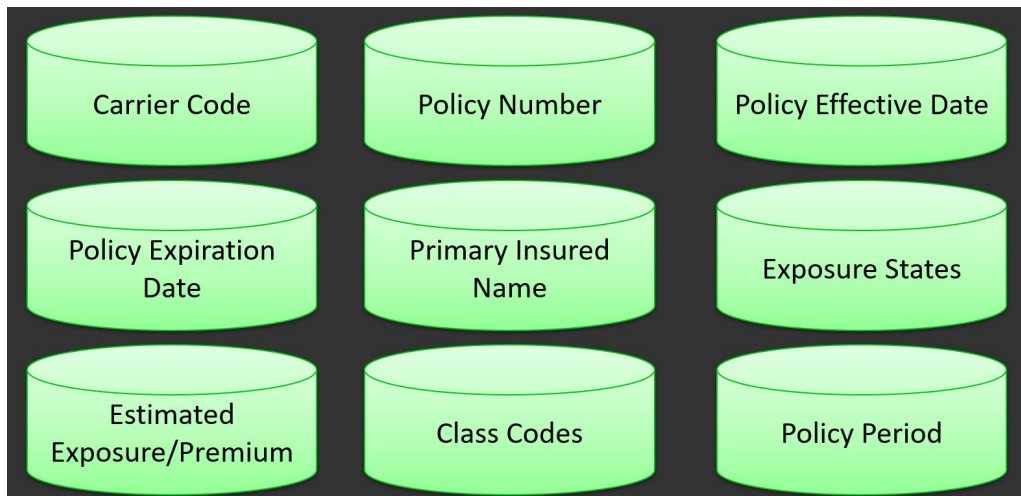 Carrier Code
Policy Number
Policy Effective Date
Policy Expiration
Date
Primary Insured
Name
Exposure States
Estimated
Exposure/Premium
Class Codes
Policy Period